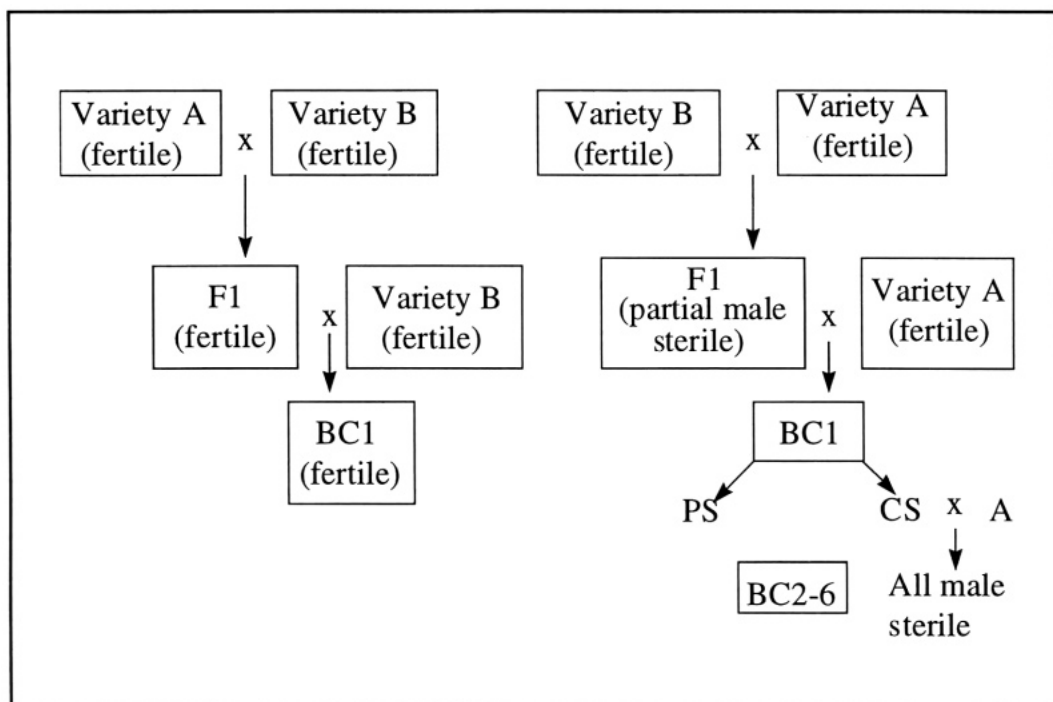 Variety A
(fertile)
x
Variety B
(fertile)
F1
(fertile)
x
Variety B
(fertile)
BC1
(fertile)
Variety B
(fertile)
x
Variety A
(fertile)
F1
(partial male
sterile)
x
Variety A
(fertile)
BC1
PS
CS x A
BC2-6
All male
sterile